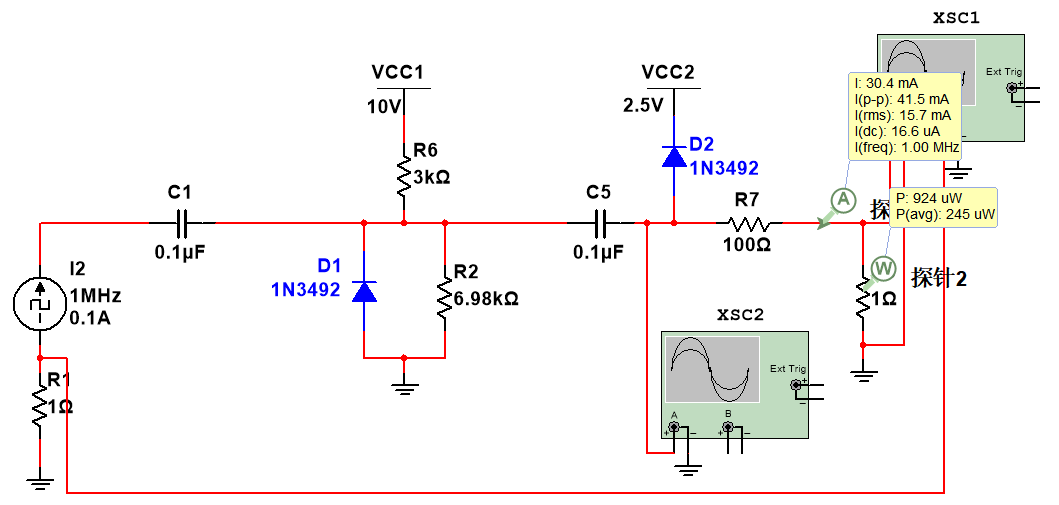 XSC1
Ext Trig
I: 30.4 mA
I(p-p): 41.5 mA
I(rms): 15.7 mA
I(dc): 16.6 uA
I(freq): 1.00 MHz
VCC1
10V
VCC2
2.5V
R6
3kΩ
D2
1N3492
C1
0.1µF
C5
0.1µF
R7
100Ω
A
探
P: 924 uW
P(avg): 245 uW
W
探针2
I2
1MHz
0.1A
D1
1N3492
R2
6.98kΩ
1Ω
XSC2
Ext Trig
A
B
R1
1Ω